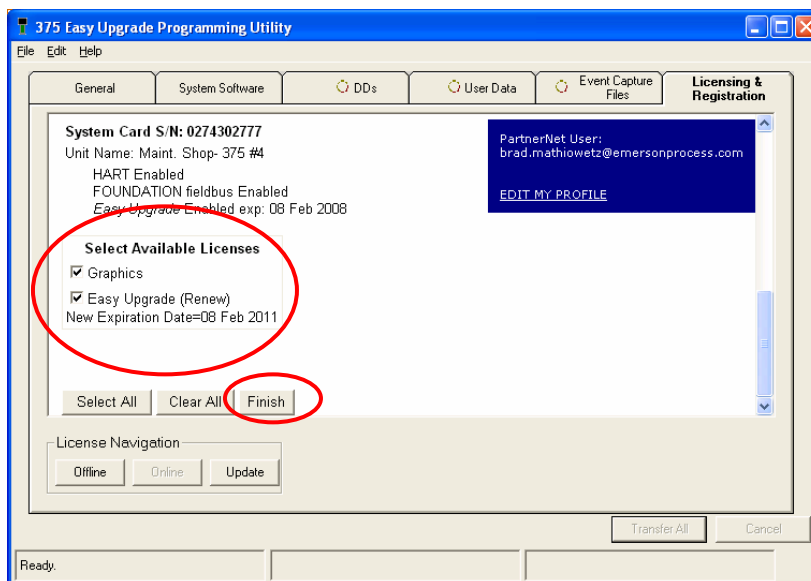 375 Easy Upgrade Programming Utility
File Edit Help
General System Software DDs User Data Event Capture Files Licensing & Registration
System Card S/N: 0274302777
Unit Name: Maint. Shop- 375 #4
HART Enabled
FOUNDATION fieldbus Enabled
Easy Upgrade Enabled exp: 08 Feb 2008
PartnerNet User:
brad.mathiowetz@emersonprocess.com
EDIT MY PROFILE
Select Available Licenses
Graphics
Easy Upgrade (Renew)
New Expiration Date=08 Feb 2011
Select All Clear All Finish
License Navigation
Offline Online Update
Transfer All Cancel
Ready.